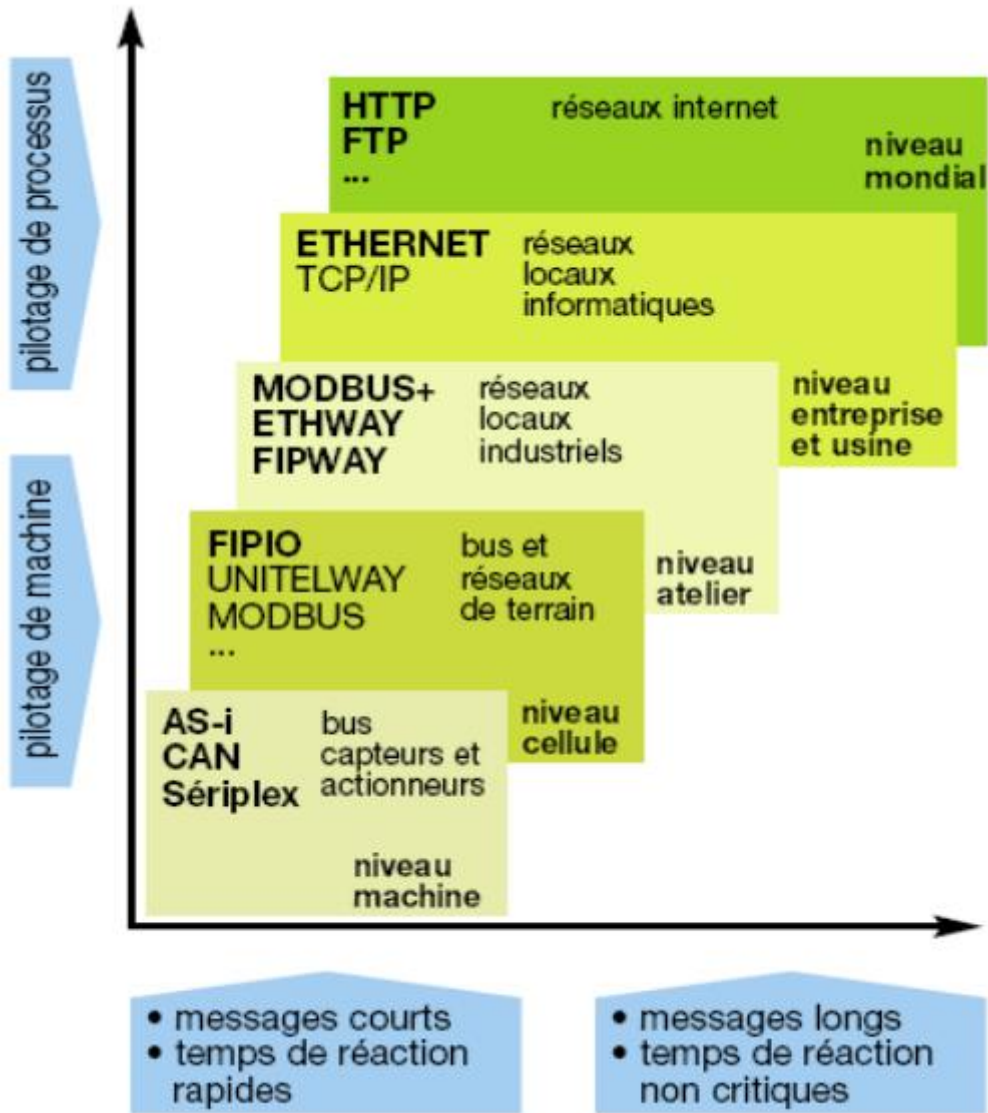 pilotage de processus
pilotage de machine
HTTP
FTP
...
réseaux internet
niveau
mondial
ETHERNET
TCP/IP
réseaux
locaux
informatiques
niveau
entreprise
et usine
MODBUS+
ETHWAY
FIPWAY
réseaux
locaux
industriels
niveau
atelier
FIPIO
UNITELWAY
MODBUS
...
bus et
réseaux
de terrain
niveau
cellule
AS-i
CAN
Sériplex
bus
capteurs et
actionneurs
niveau
machine
• messages courts
• temps de réaction
rapides
• messages longs
• temps de réaction
non critiques